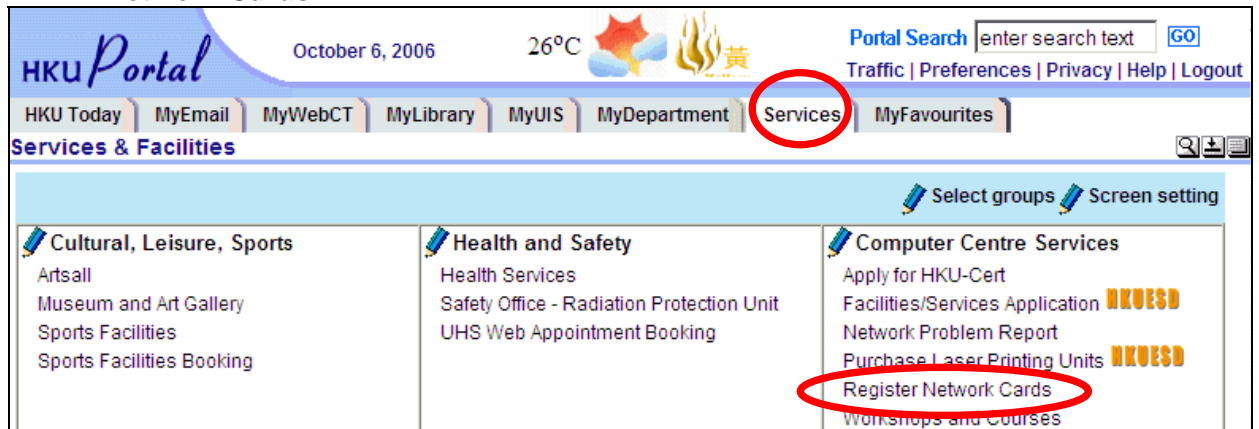 HKU Portal
October 6, 2006
26°C
黃
Portal Search enter search text GO
Traffic | Preferences | Privacy | Help | Logout
HKU Today MyEmail MyWebCT MyLibrary MyUIS MyDepartment Services MyFavourites
Services & Facilities
Select groups Screen setting
Cultural, Leisure, Sports
Artsall
Museum and Art Gallery
Sports Facilities
Sports Facilities Booking
Health and Safety
Health Services
Safety Office - Radiation Protection Unit
UHS Web Appointment Booking
Computer Centre Services
Apply for HKU-Cert
Facilities/Services Application HKUESD
Network Problem Report
Purchase Laser Printing Units HKUESD
Register Network Cards
Workshops and Courses